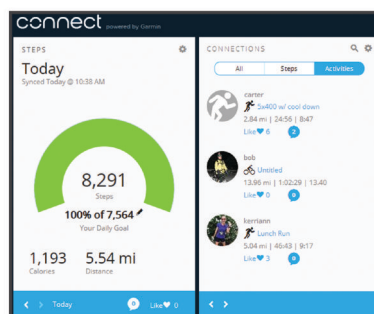 connect powered by Garmin
STEPS
Today
Synced Today @ 10:38 AM
8,291
Steps
100% of 7,564
Your Daily Goal
1,193
Calories
5.54 mi
Distance
< > Today 0 Like 0
CONNECTIONS
All Steps Activities
carter
5x400 w/ cool down
2.84 mi | 24:56 | 8:47
Like 6 2
bob
Untitled
13.96 mi | 1:02:29 | 13.40
Like 0 0
kerriann
Lunch Run
5.04 mi | 46:43 | 9:17
Like 3 0
< >